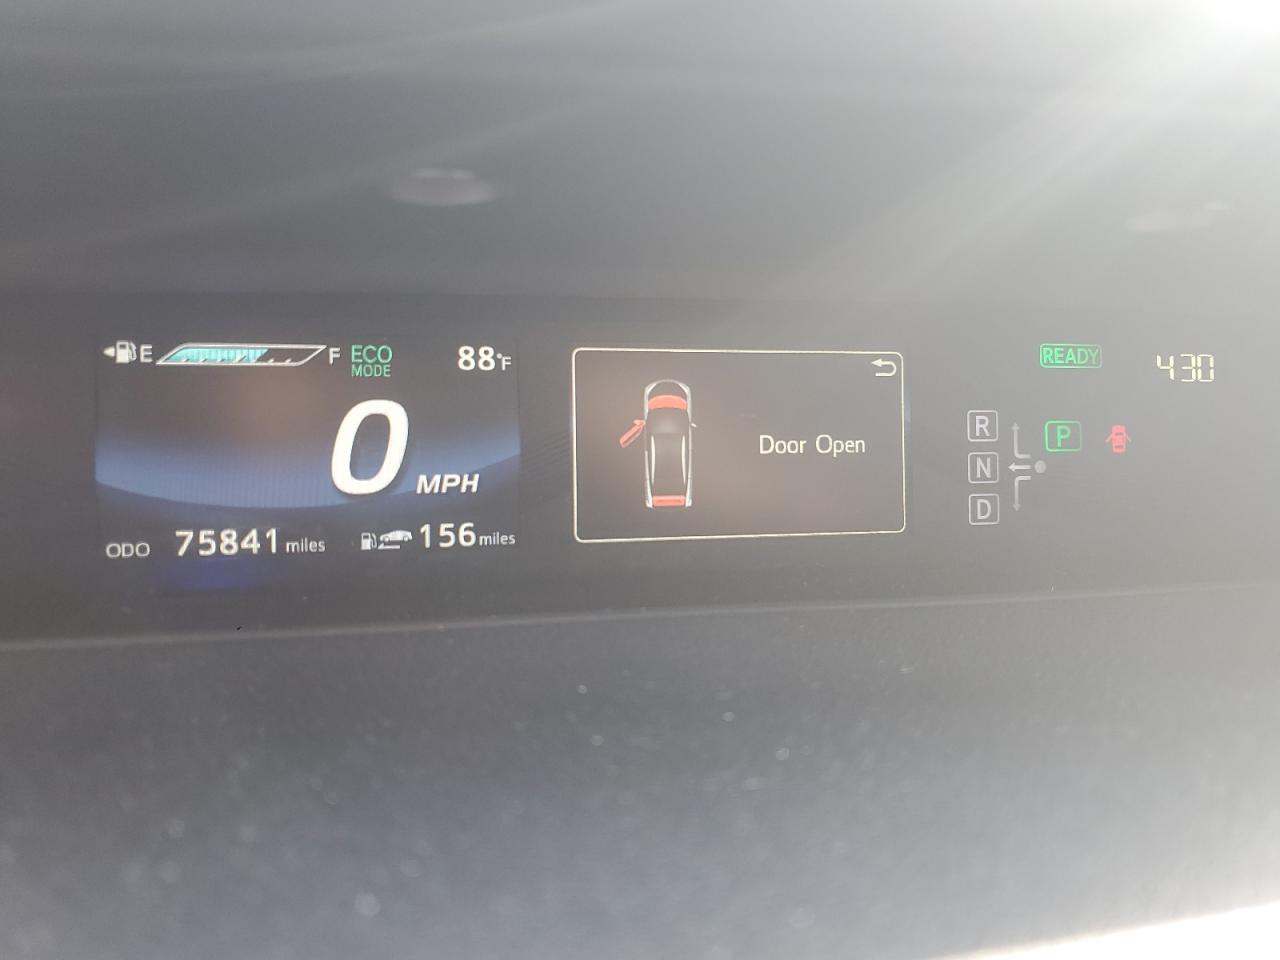 E F ECO MODE 88°F
0 MPH
ODO 75841 miles 156 miles
Door Open
READY 430
R P
N
D